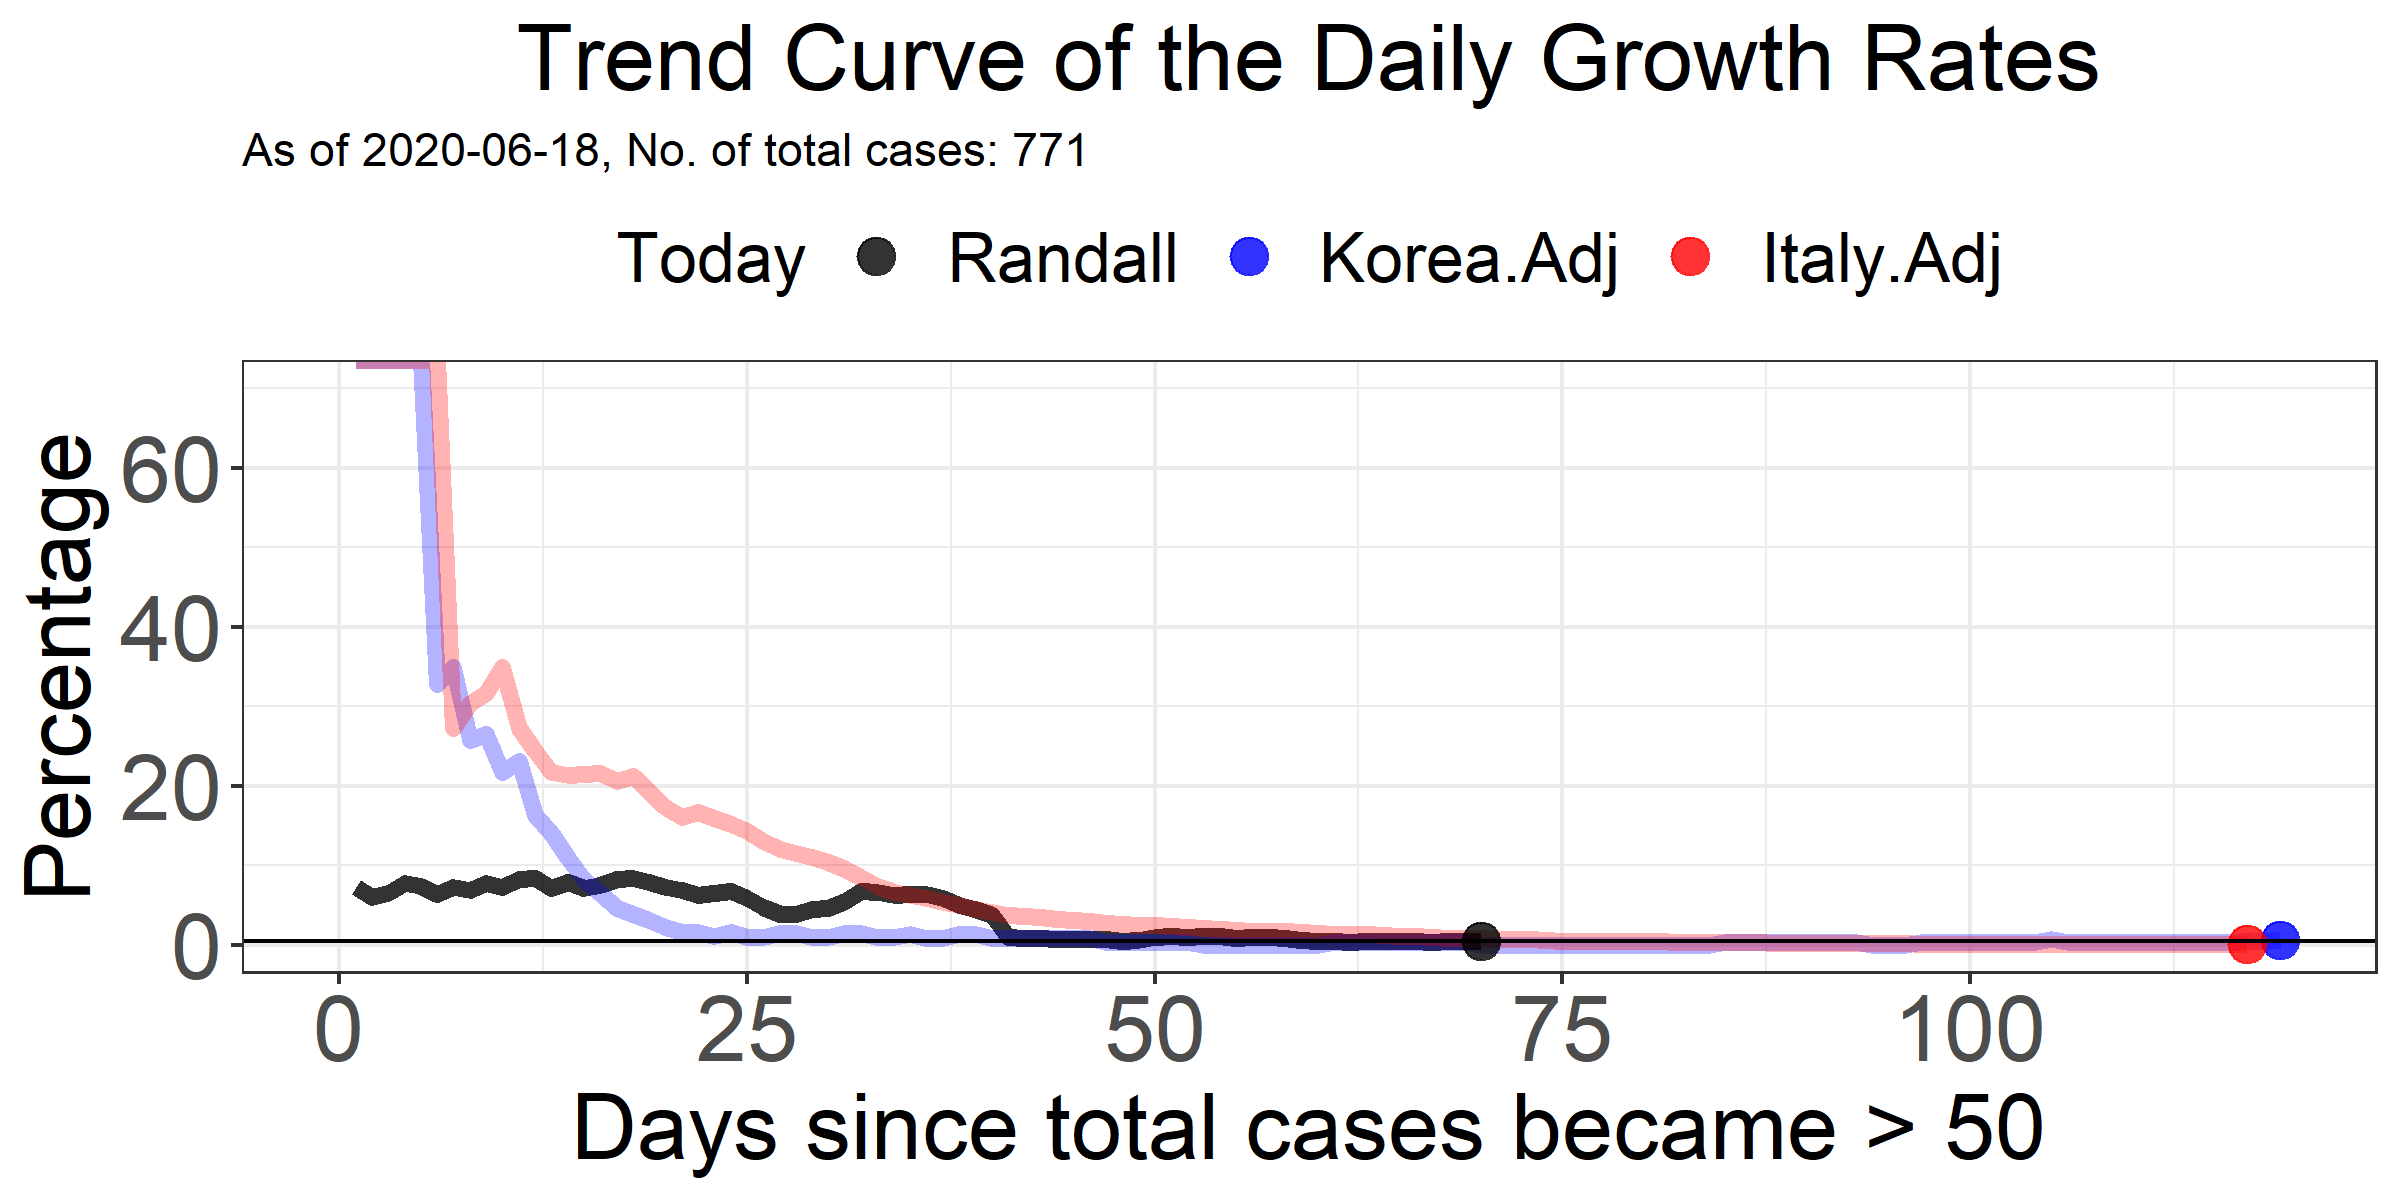 Trend Curve of the Daily Growth Rates
As of 2020-06-18, No. of total cases: 771
Today Randall Korea.Adj Italy.Adj
Percentage
60
40
20
0
0 25 50 75 100
Days since total cases became > 50